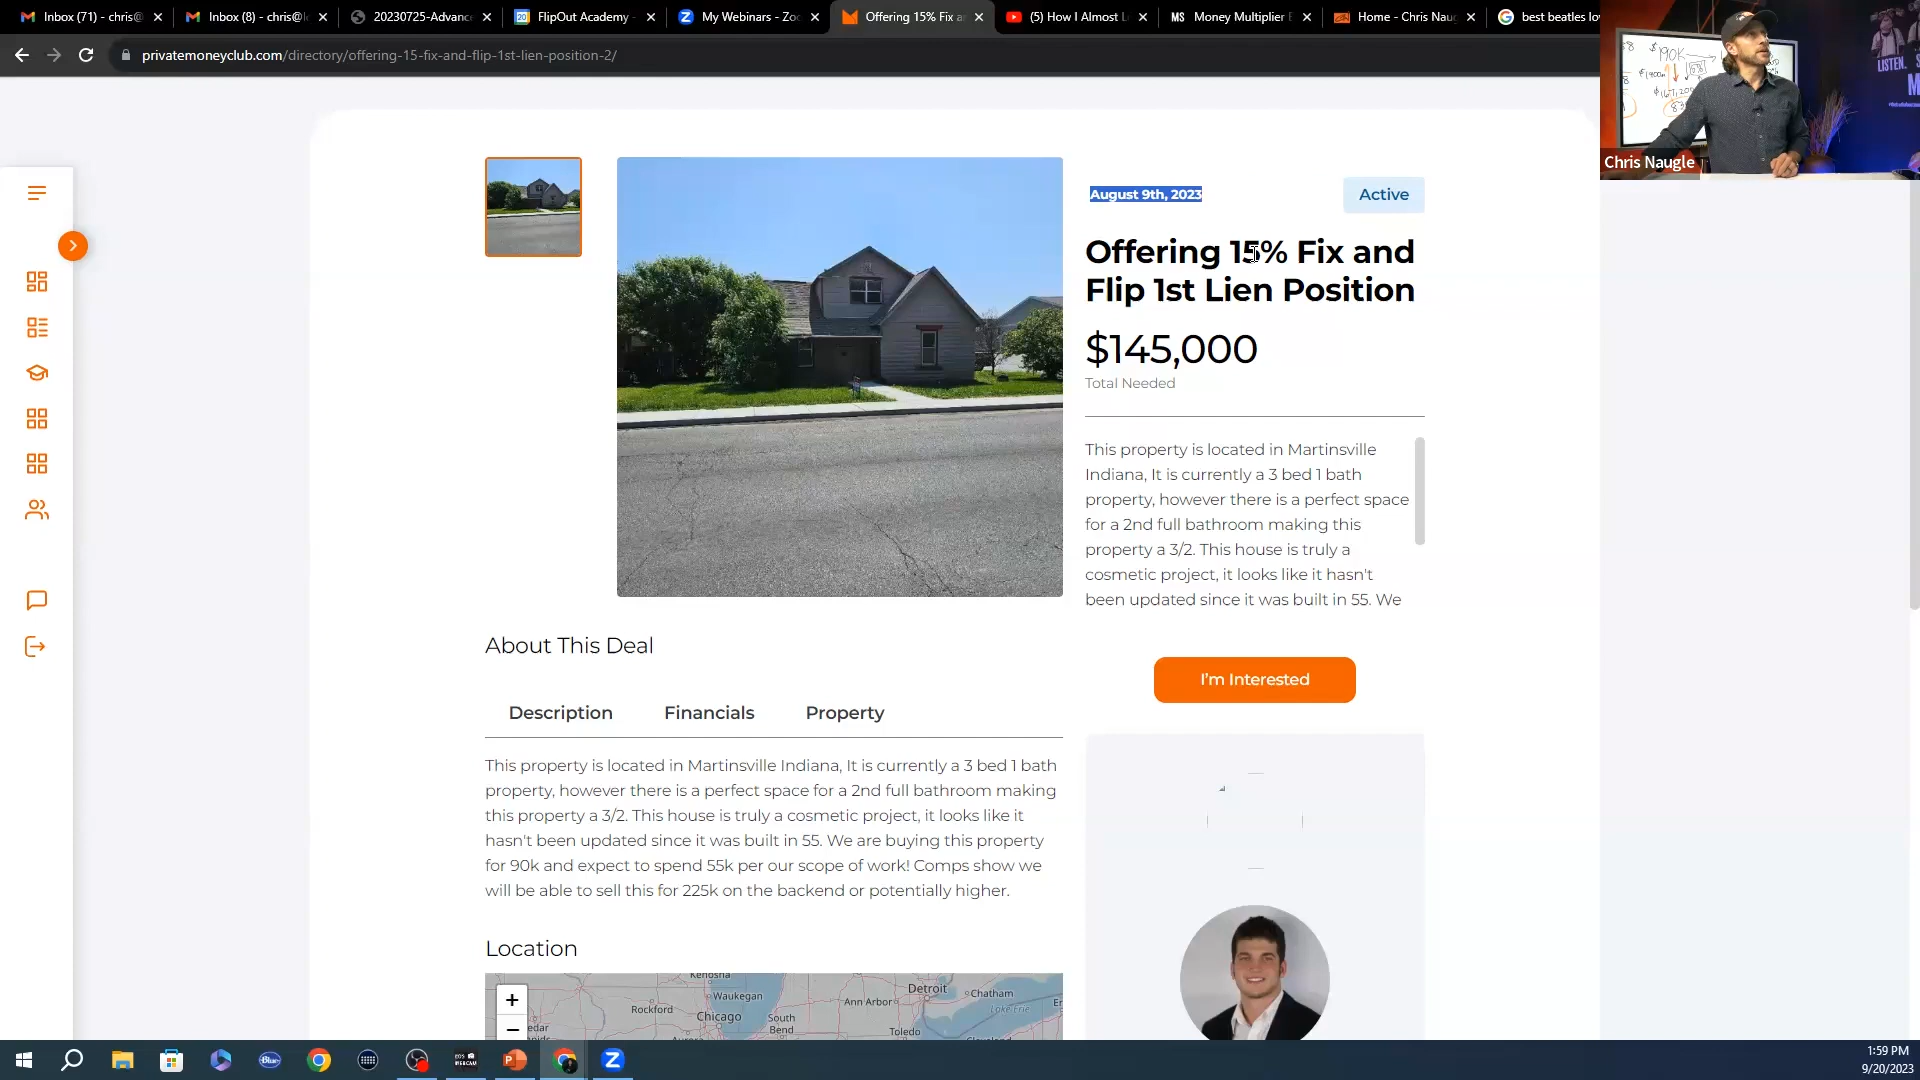 Inbox (71) - chris@
Inbox (8) - chris@l
20230725-Advance
FlipOut Academy -
My Webinars - Zoo
Offering 15% Fix a
(5) How I Almost L
Money Multiplier E
Home - Chris Naug
best beatles lo
privatemoneyclub.com/directory/offering-15-fix-and-flip-1st-lien-position-2/
$190K
LISTEN.
Chris Naugle
August 9th, 2023
Active
Offering 15% Fix and
Flip 1st Lien Position
$145,000
Total Needed
This property is located in Martinsville
Indiana, It is currently a 3 bed 1 bath
property, however there is a perfect space
for a 2nd full bathroom making this
property a 3/2. This house is truly a
cosmetic project, it looks like it hasn't
been updated since it was built in 55. We
I'm Interested
About This Deal
Description
Financials
Property
This property is located in Martinsville Indiana, It is currently a 3 bed 1 bath
property, however there is a perfect space for a 2nd full bathroom making
this property a 3/2. This house is truly a cosmetic project, it looks like it
hasn't been updated since it was built in 55. We are buying this property
for 90k and expect to spend 55k per our scope of work! Comps show we
will be able to sell this for 225k on the backend or potentially higher.
Location
+
−
Kenosha
Waukegan
Rockford
Chicago
South
Bend
Ann Arbor
Detroit
Chatham
Lake Erie
Toledo
1:59 PM
9/20/2023